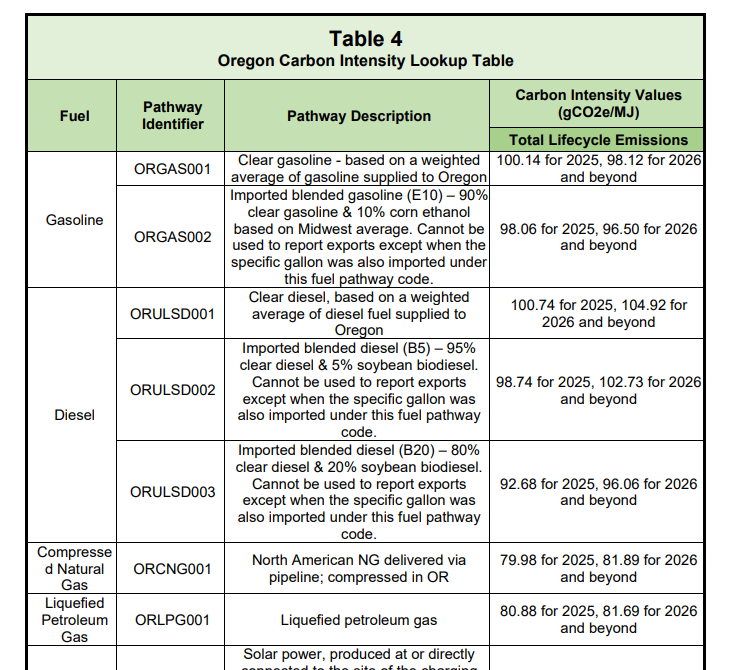 Table 4
Oregon Carbon Intensity Lookup Table
Fuel
Pathway
Identifier
Pathway Description
Carbon Intensity Values
(gCO2e/MJ)
Total Lifecycle Emissions
Gasoline
ORGAS001
Clear gasoline - based on a weighted
average of gasoline supplied to Oregon
100.14 for 2025, 98.12 for 2026
and beyond
ORGAS002
Imported blended gasoline (E10) – 90%
clear gasoline & 10% corn ethanol
based on Midwest average. Cannot be
used to report exports except when the
specific gallon was also imported under
this fuel pathway code.
98.06 for 2025, 96.50 for 2026
and beyond
Diesel
ORULSD001
Clear diesel, based on a weighted
average of diesel fuel supplied to
Oregon
100.74 for 2025, 104.92 for
2026 and beyond
ORULSD002
Imported blended diesel (B5) – 95%
clear diesel & 5% soybean biodiesel.
Cannot be used to report exports
except when the specific gallon was
also imported under this fuel pathway
code.
98.74 for 2025, 102.73 for 2026
and beyond
ORULSD003
Imported blended diesel (B20) – 80%
clear diesel & 20% soybean biodiesel.
Cannot be used to report exports
except when the specific gallon was
also imported under this fuel pathway
code.
92.68 for 2025, 96.06 for 2026
and beyond
Compresse
d Natural
Gas
ORCNG001
North American NG delivered via
pipeline; compressed in OR
79.98 for 2025, 81.89 for 2026
and beyond
Liquefied
Petroleum
Gas
ORLPG001
Liquefied petroleum gas
80.88 for 2025, 81.69 for 2026
and beyond
Solar power, produced at or directly
connected to the site of the charging